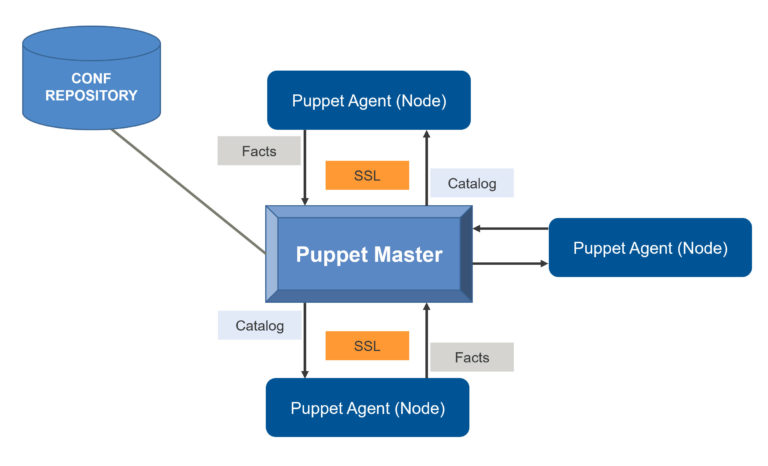 CONF
REPOSITORY
Puppet Agent (Node)
Facts
SSL
Catalog
Puppet Master
Puppet Agent (Node)
Catalog
SSL
Facts
Puppet Agent (Node)